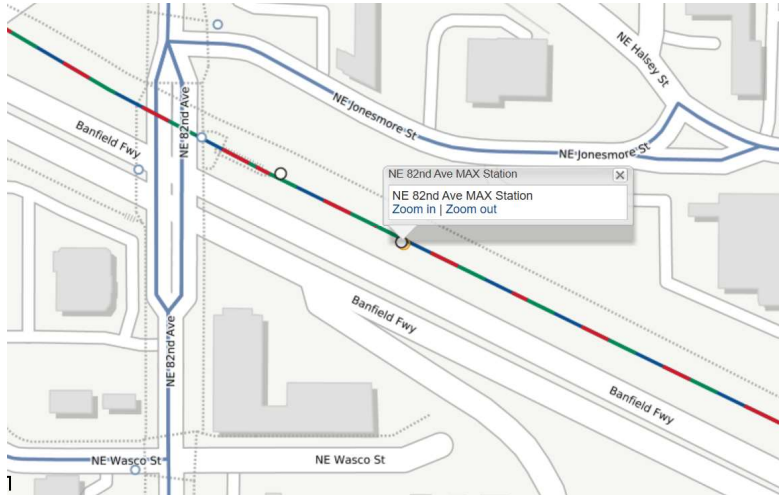 NE 82nd Ave
Banfield Fwy
NE Jonesmore St
NE Halsey St
NE Jonesmore St
NE 82nd Ave MAX Station
NE 82nd Ave MAX Station
Zoom in | Zoom out
Banfield Fwy
NE 82nd Ave
Banfield Fwy
NE Wasco St
NE Wasco St
1